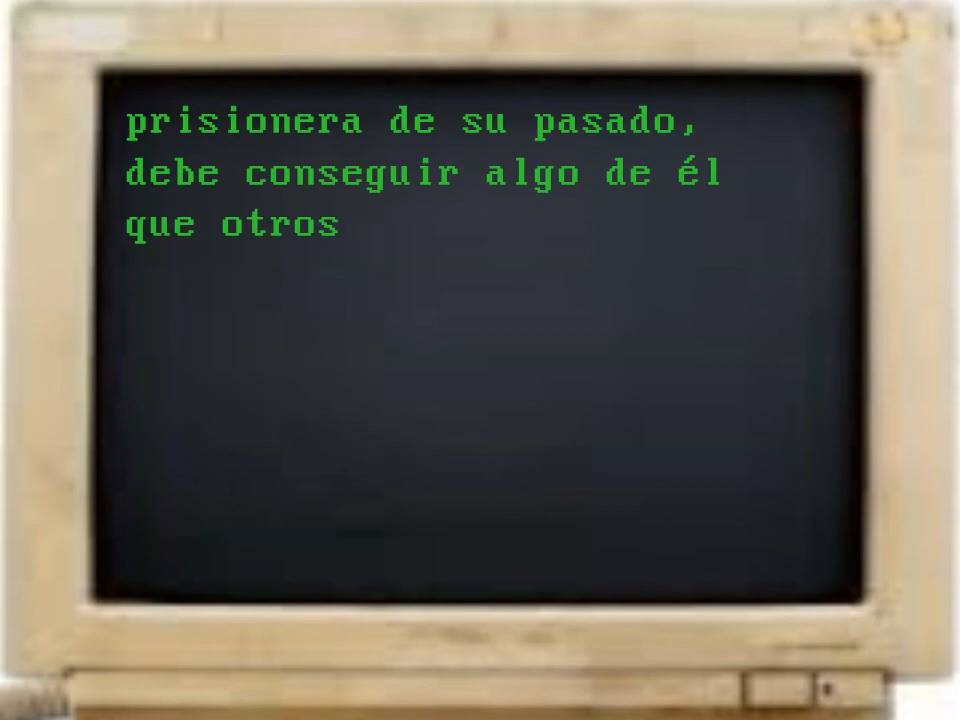 prisionera de su pasado,
debe conseguir algo de él
que otros